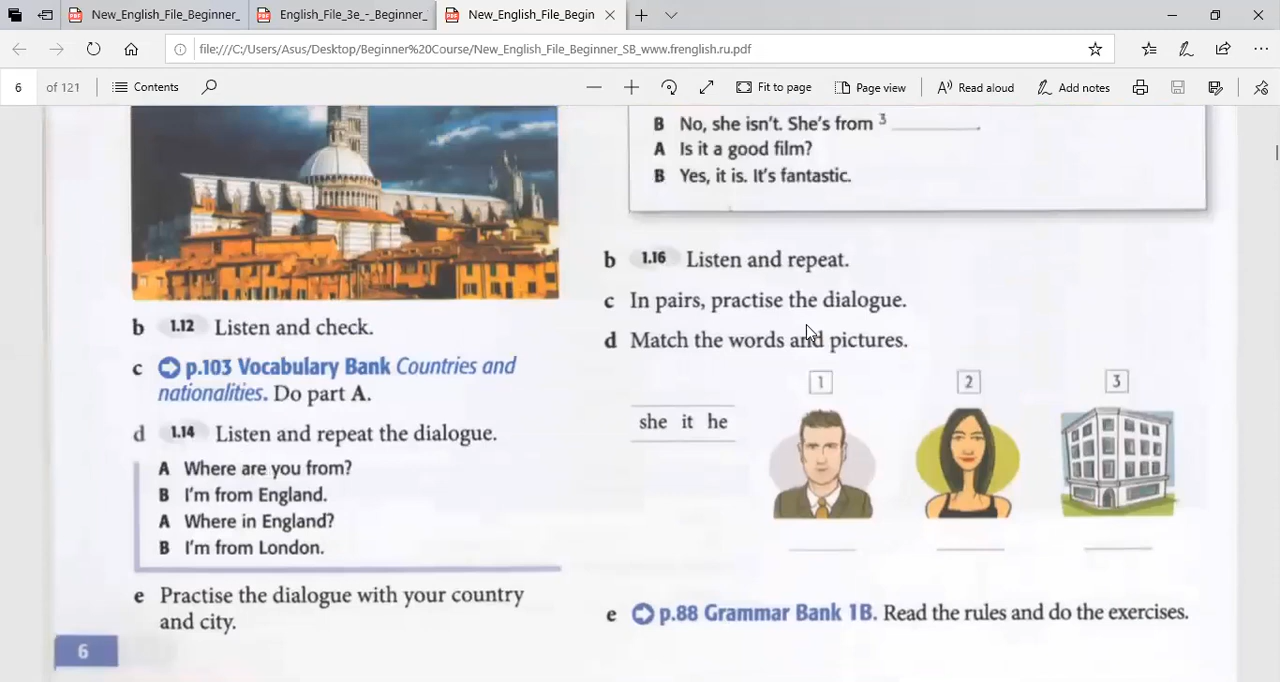 New_English_File_Beginner_
English_File_3e_-_Beginner_
New_English_File_Begin
file:///C:/Users/Asus/Desktop/Beginner%20Course/New_English_File_Beginner_SB_www.frenglish.ru.pdf
6 of 121
Contents
Fit to page
Page view
Read aloud
Add notes
b 1.12 Listen and check.
c p.103 Vocabulary Bank Countries and
nationalities. Do part A.
d 1.14 Listen and repeat the dialogue.
A Where are you from?
B I'm from England.
A Where in England?
B I'm from London.
e Practise the dialogue with your country
and city.
6
B No, she isn't. She's from 3 ________.
A Is it a good film?
B Yes, it is. It's fantastic.
b 1.16 Listen and repeat.
c In pairs, practise the dialogue.
d Match the words and pictures.
1 2 3
she it he
e p.88 Grammar Bank 1B. Read the rules and do the exercises.